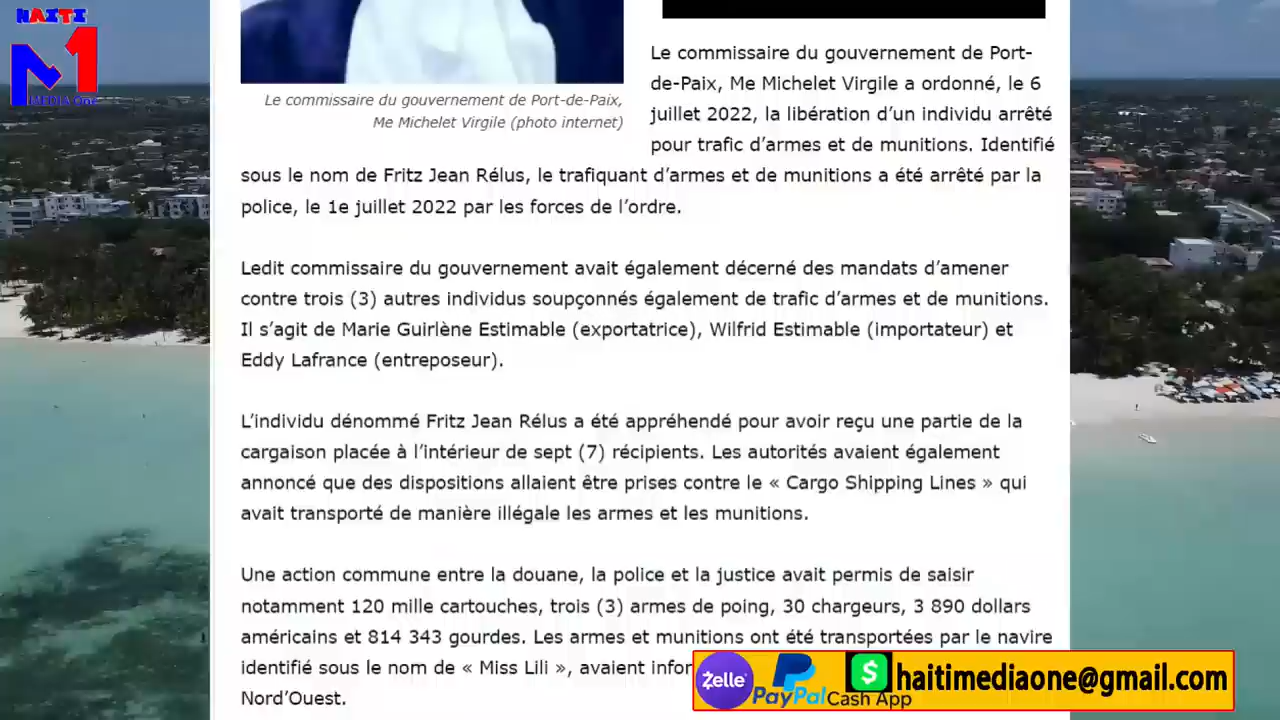 HAITI
M1
MEDIA One
Le commissaire du gouvernement de Port-de-Paix,
Me Michelet Virgile (photo internet)
Le commissaire du gouvernement de Port-
de-Paix, Me Michelet Virgile a ordonné, le 6
juillet 2022, la libération d’un individu arrêté
pour trafic d’armes et de munitions. Identifié
sous le nom de Fritz Jean Rélus, le trafiquant d’armes et de munitions a été arrêté par la
police, le 1e juillet 2022 par les forces de l’ordre.
Ledit commissaire du gouvernement avait également décerné des mandats d’amener
contre trois (3) autres individus soupçonnés également de trafic d’armes et de munitions.
Il s’agit de Marie Guirlène Estimable (exportatrice), Wilfrid Estimable (importateur) et
Eddy Lafrance (entreposeur).
L’individu dénommé Fritz Jean Rélus a été appréhendé pour avoir reçu une partie de la
cargaison placée à l’intérieur de sept (7) récipients. Les autorités avaient également
annoncé que des dispositions allaient être prises contre le « Cargo Shipping Lines » qui
avait transporté de manière illégale les armes et les munitions.
Une action commune entre la douane, la police et la justice avait permis de saisir
notamment 120 mille cartouches, trois (3) armes de poing, 30 chargeurs, 3 890 dollars
américains et 814 343 gourdes. Les armes et munitions ont été transportées par le navire
identifié sous le nom de « Miss Lili », avaient
Nord’Ouest.
Zelle
PayPal
$
Cash App
haitimediaone@gmail.com